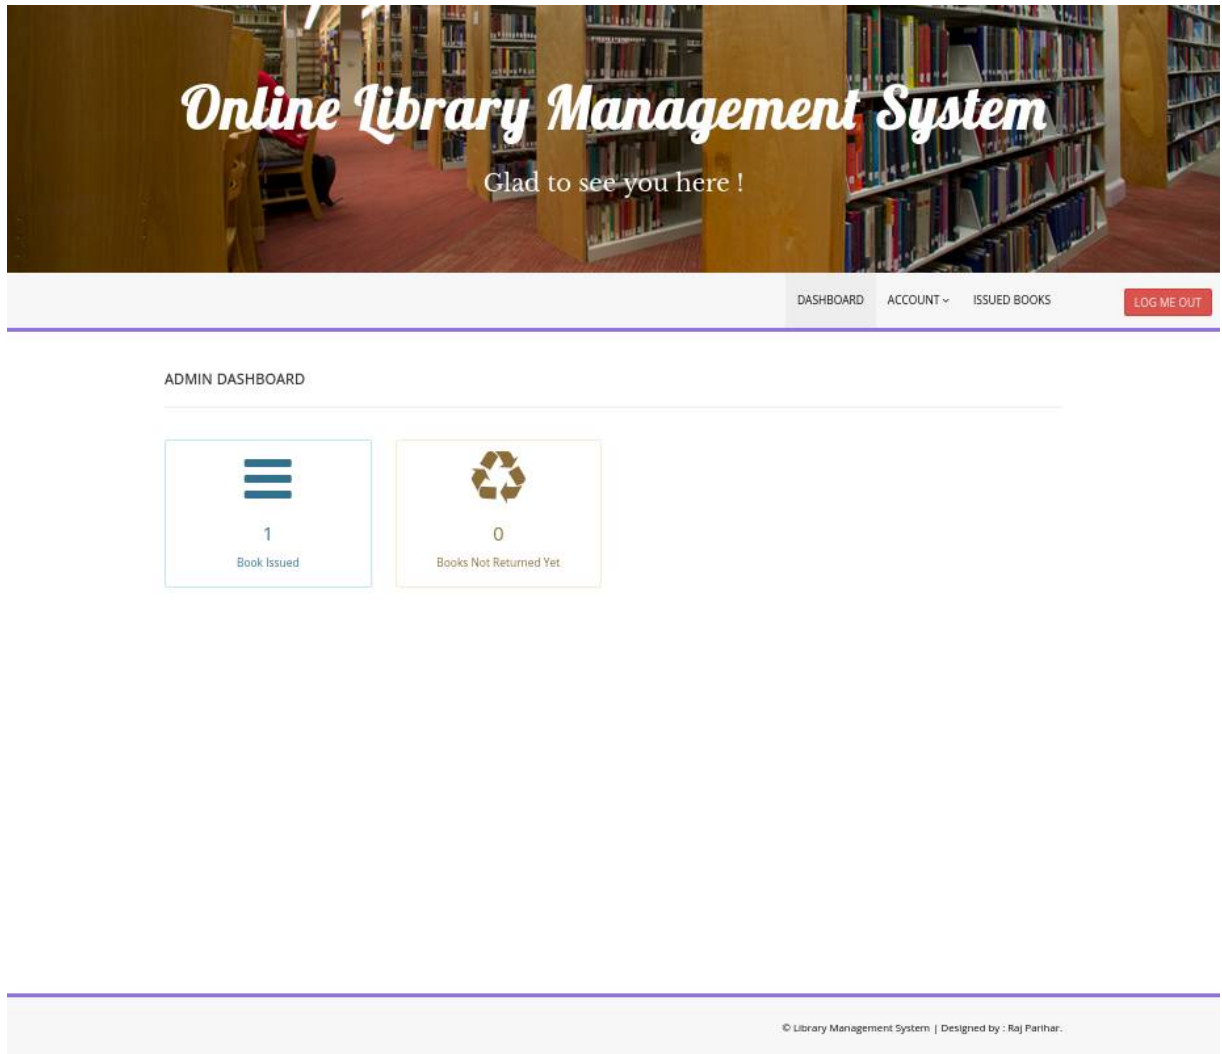 Online Library Management System
Glad to see you here !
DASHBOARD ACCOUNT ISSUED BOOKS LOG ME OUT
ADMIN DASHBOARD
1
Book Issued
0
Books Not Returned Yet
© Library Management System | Designed by : Raj Parihar.